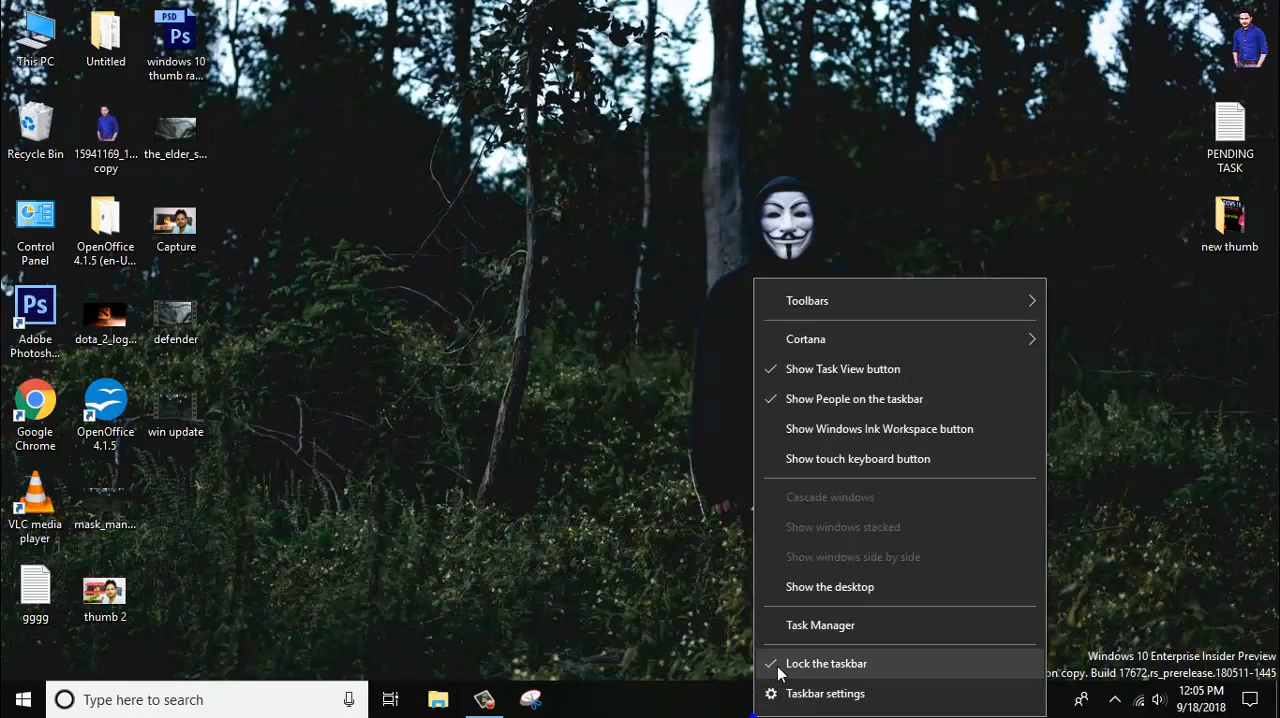 This PC
Untitled
PSD
Ps
windows 10
thumb ra...
Recycle Bin
15941169_1...
copy
the_elder_s...
Control
Panel
OpenOffice
4.1.5 (en-U...
Capture
Ps
Adobe
Photosh...
dota_2_log...
defender
Google
Chrome
OpenOffice
4.1.5
win update
VLC media
player
mask_man...
gggg
thumb 2
PENDING
TASK
new thumb
Toolbars
Cortana
Show Task View button
Show People on the taskbar
Show Windows Ink Workspace button
Show touch keyboard button
Cascade windows
Show windows stacked
Show windows side by side
Show the desktop
Task Manager
Lock the taskbar
Taskbar settings
Windows 10 Enterprise Insider Preview
on copy. Build 17672.rs_prerelease.180511-1445
Type here to search
12:05 PM
9/18/2018